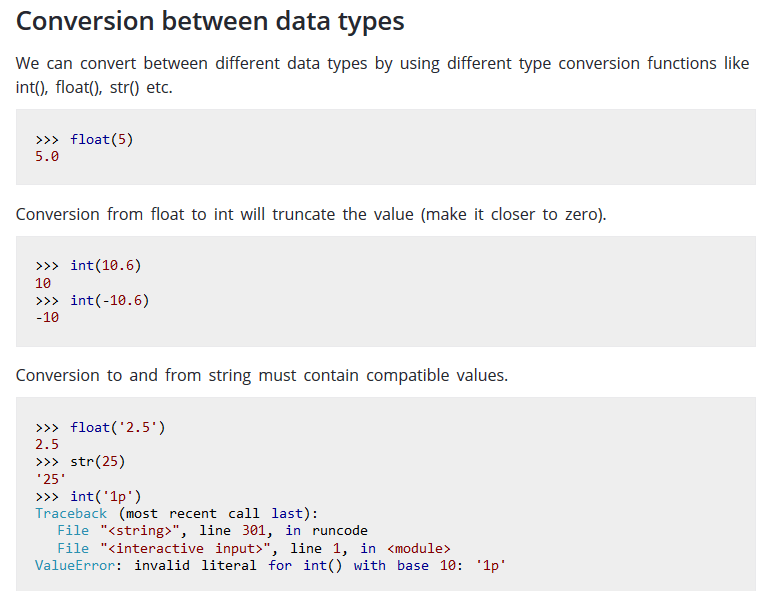 Conversion between data types
We can convert between different data types by using different type conversion functions like
int(), float(), str() etc.
>>> float(5)
5.0
Conversion from float to int will truncate the value (make it closer to zero).
>>> int(10.6)
10
>>> int(-10.6)
-10
Conversion to and from string must contain compatible values.
>>> float('2.5')
2.5
>>> str(25)
'25'
>>> int('1p')
Traceback (most recent call last):
File "<string>", line 301, in runcode
File "<interactive input>", line 1, in <module>
ValueError: invalid literal for int() with base 10: '1p'